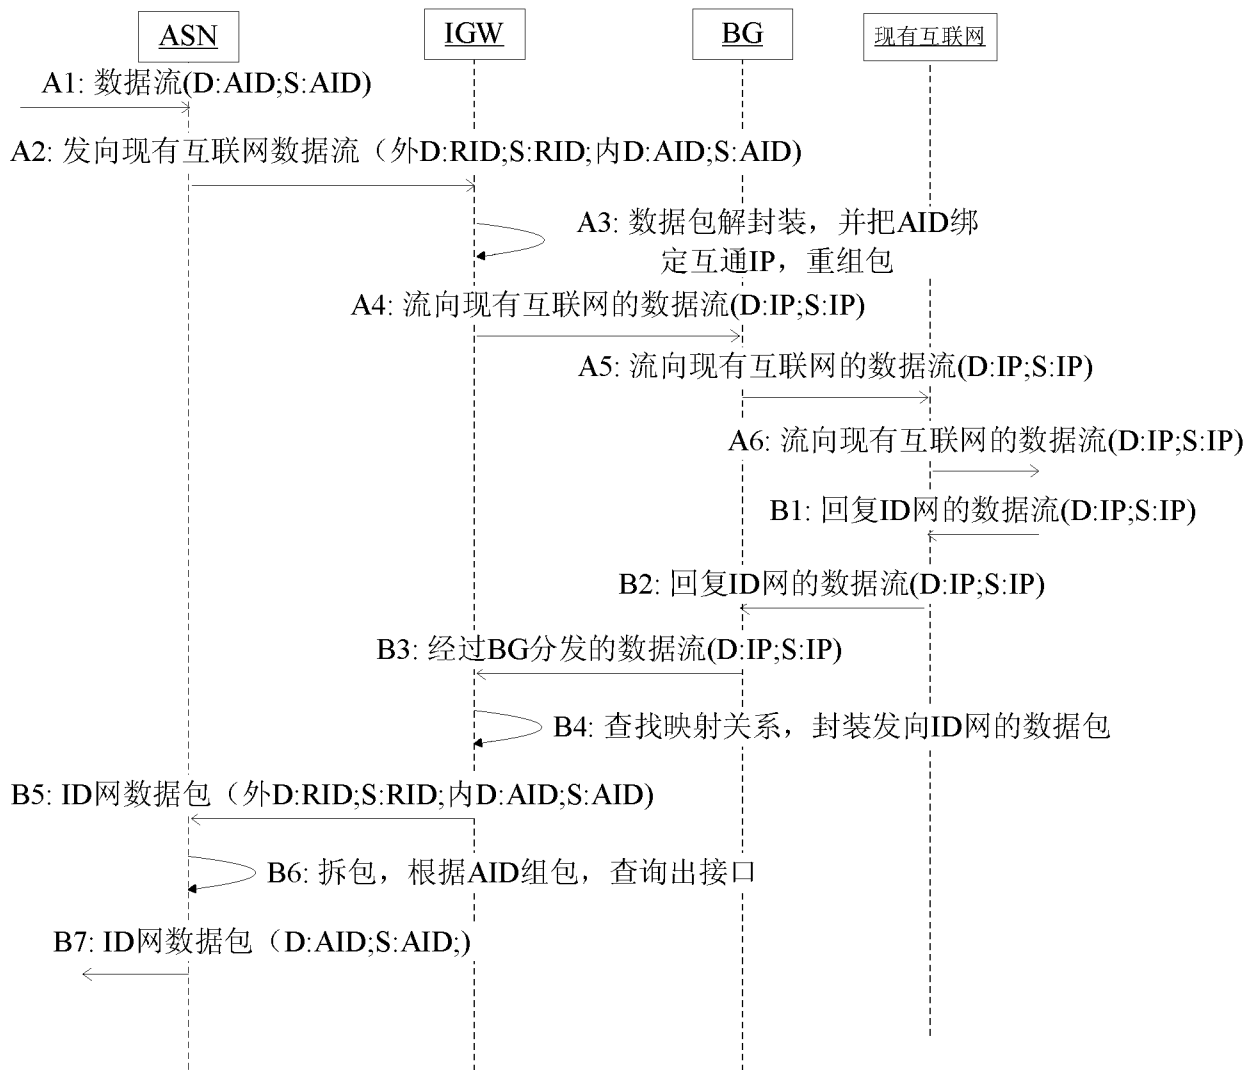 ASN
IGW
BG
现有互联网
A1: 数据流(D:AID;S:AID)
A2: 发向现有互联网数据流（外D:RID;S:RID;内D:AID;S:AID)
A3: 数据包解封装，并把AID绑
定互通IP，重组包
A4: 流向现有互联网的数据流(D:IP;S:IP)
A5: 流向现有互联网的数据流(D:IP;S:IP)
A6: 流向现有互联网的数据流(D:IP;S:IP)
B1: 回复ID网的数据流(D:IP;S:IP)
B2: 回复ID网的数据流(D:IP;S:IP)
B3: 经过BG分发的数据流(D:IP;S:IP)
B4: 查找映射关系，封装发向ID网的数据包
B5: ID网数据包（外D:RID;S:RID;内D:AID;S:AID)
B6: 拆包，根据AID组包，查询出接口
B7: ID网数据包（D:AID;S:AID;)